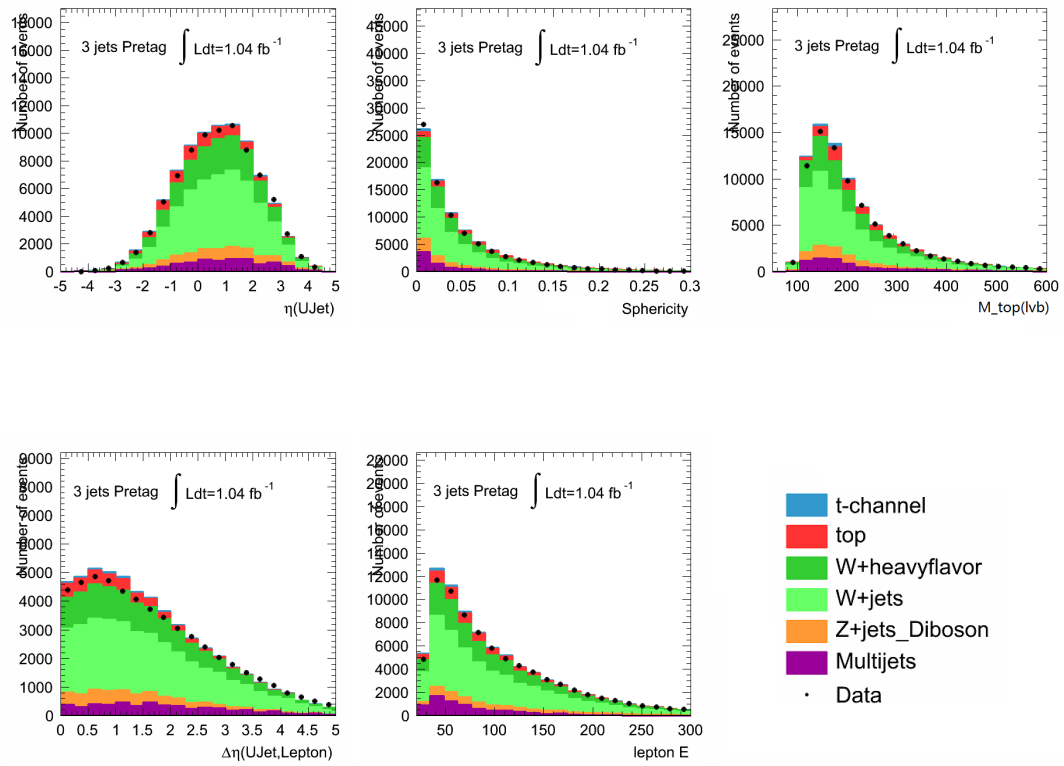 Number of events
3 jets Pretag ∫ Ldt=1.04 fb -1
18000
16000
14000
12000
10000
8000
6000
4000
2000
0
-5 -4 -3 -2 -1 0 1 2 3 4 5
η(UJet)
Number of events
3 jets Pretag ∫ Ldt=1.04 fb -1
45000
40000
35000
30000
25000
20000
15000
10000
5000
0
0 0.05 0.1 0.15 0.2 0.25 0.3
Sphericity
Number of events
3 jets Pretag ∫ Ldt=1.04 fb -1
25000
20000
15000
10000
5000
0
100 200 300 400 500 600
M_top(lvb)
Number of events
3 jets Pretag ∫ Ldt=1.04 fb -1
9000
8000
7000
6000
5000
4000
3000
2000
1000
0
0 0.5 1 1.5 2 2.5 3 3.5 4 4.5 5
Δη(UJet,Lepton)
Number of events
3 jets Pretag ∫ Ldt=1.04 fb -1
22000
20000
18000
16000
14000
12000
10000
8000
6000
4000
2000
0
50 100 150 200 250 300
lepton E
t-channel
top
W+heavyflavor
W+jets
Z+jets_Diboson
Multijets
Data